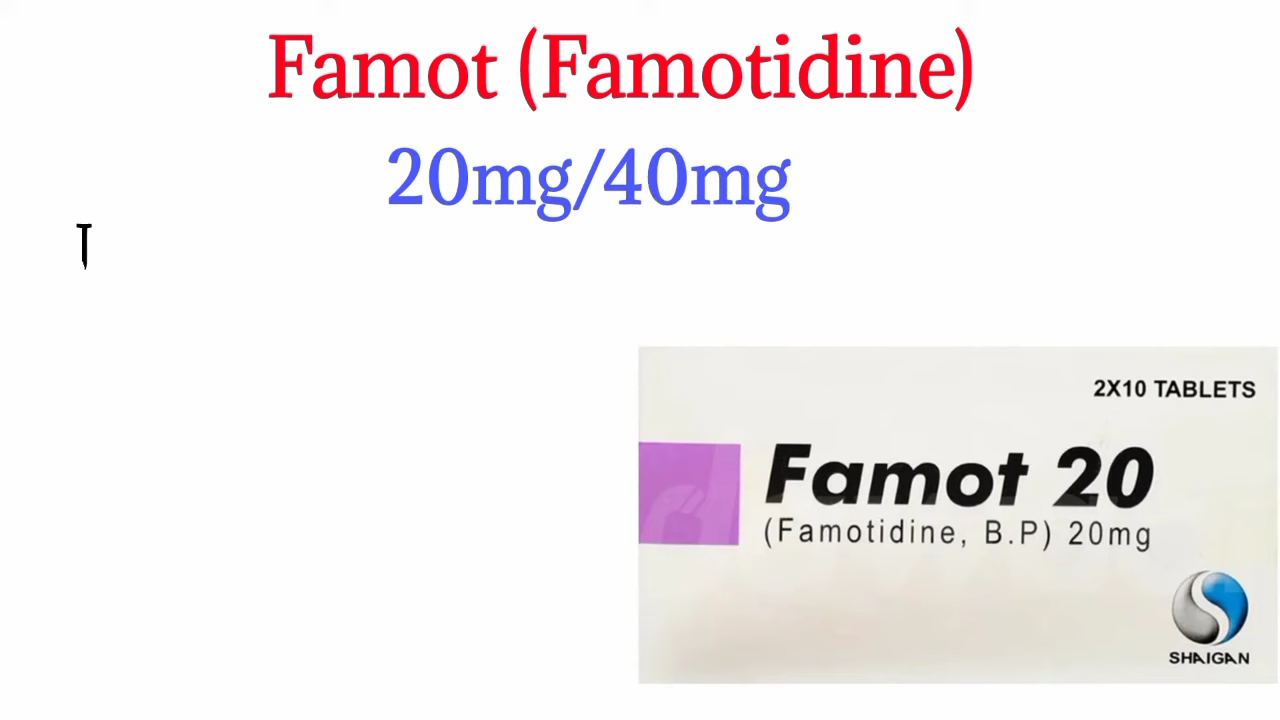 Famot (Famotidine)
20mg/40mg
T
2X10 TABLETS
Famot 20
(Famotidine, B.P) 20mg
SHAIGAN